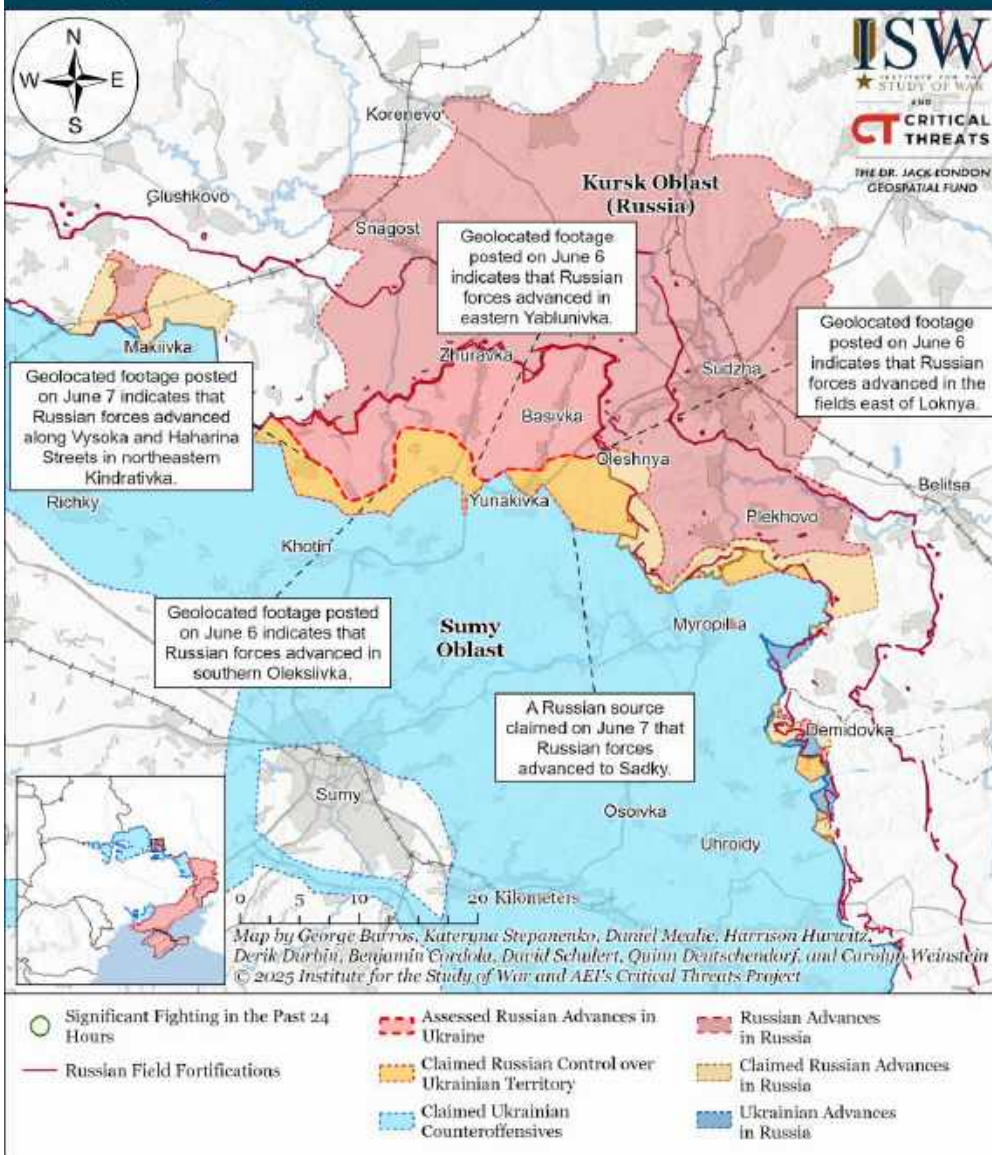 N
W
E
S
ISW
INSTITUTE FOR THE
STUDY OF WAR
AND
CT CRITICAL
THREATS
THE DR. JACK LONDON
GEOSPATIAL FUND
Korenevo
Kursk Oblast
(Russia)
Glushkovo
Snagost
Geolocated footage
posted on June 6
indicates that Russian
forces advanced in
eastern Yablunivka.
Geolocated footage
posted on June 6
indicates that Russian
forces advanced in the
fields east of Loknya.
Makiivka
Zhuravka
Sudzha
Geolocated footage posted
on June 7 indicates that
Russian forces advanced
along Vysoka and Haharina
Streets in northeastern
Kindrativka.
Basivka
Oleshnya
Belitsa
Richky
Yunakivka
Plekhovo
Khotin
Geolocated footage posted
on June 6 indicates that
Russian forces advanced in
southern Oleksiivka.
Sumy
Oblast
Myropillia
A Russian source
claimed on June 7 that
Russian forces
advanced to Sadky.
Demidovka
Sumy
Osoivka
Uhroidy
0 5 10 20 Kilometers
Map by George Barros, Kateryna Stepanenko, Daniel Mealie, Harrison Hurwitz,
Derik Durbin, Benjamin Cordola, David Schulert, Quinn Deutschendorf, and Carolyn Weinstein
© 2025 Institute for the Study of War and AEI's Critical Threats Project
Significant Fighting in the Past 24
Hours
Russian Field Fortifications
Assessed Russian Advances in
Ukraine
Claimed Russian Control over
Ukrainian Territory
Claimed Ukrainian
Counteroffensives
Russian Advances
in Russia
Claimed Russian Advances
in Russia
Ukrainian Advances
in Russia